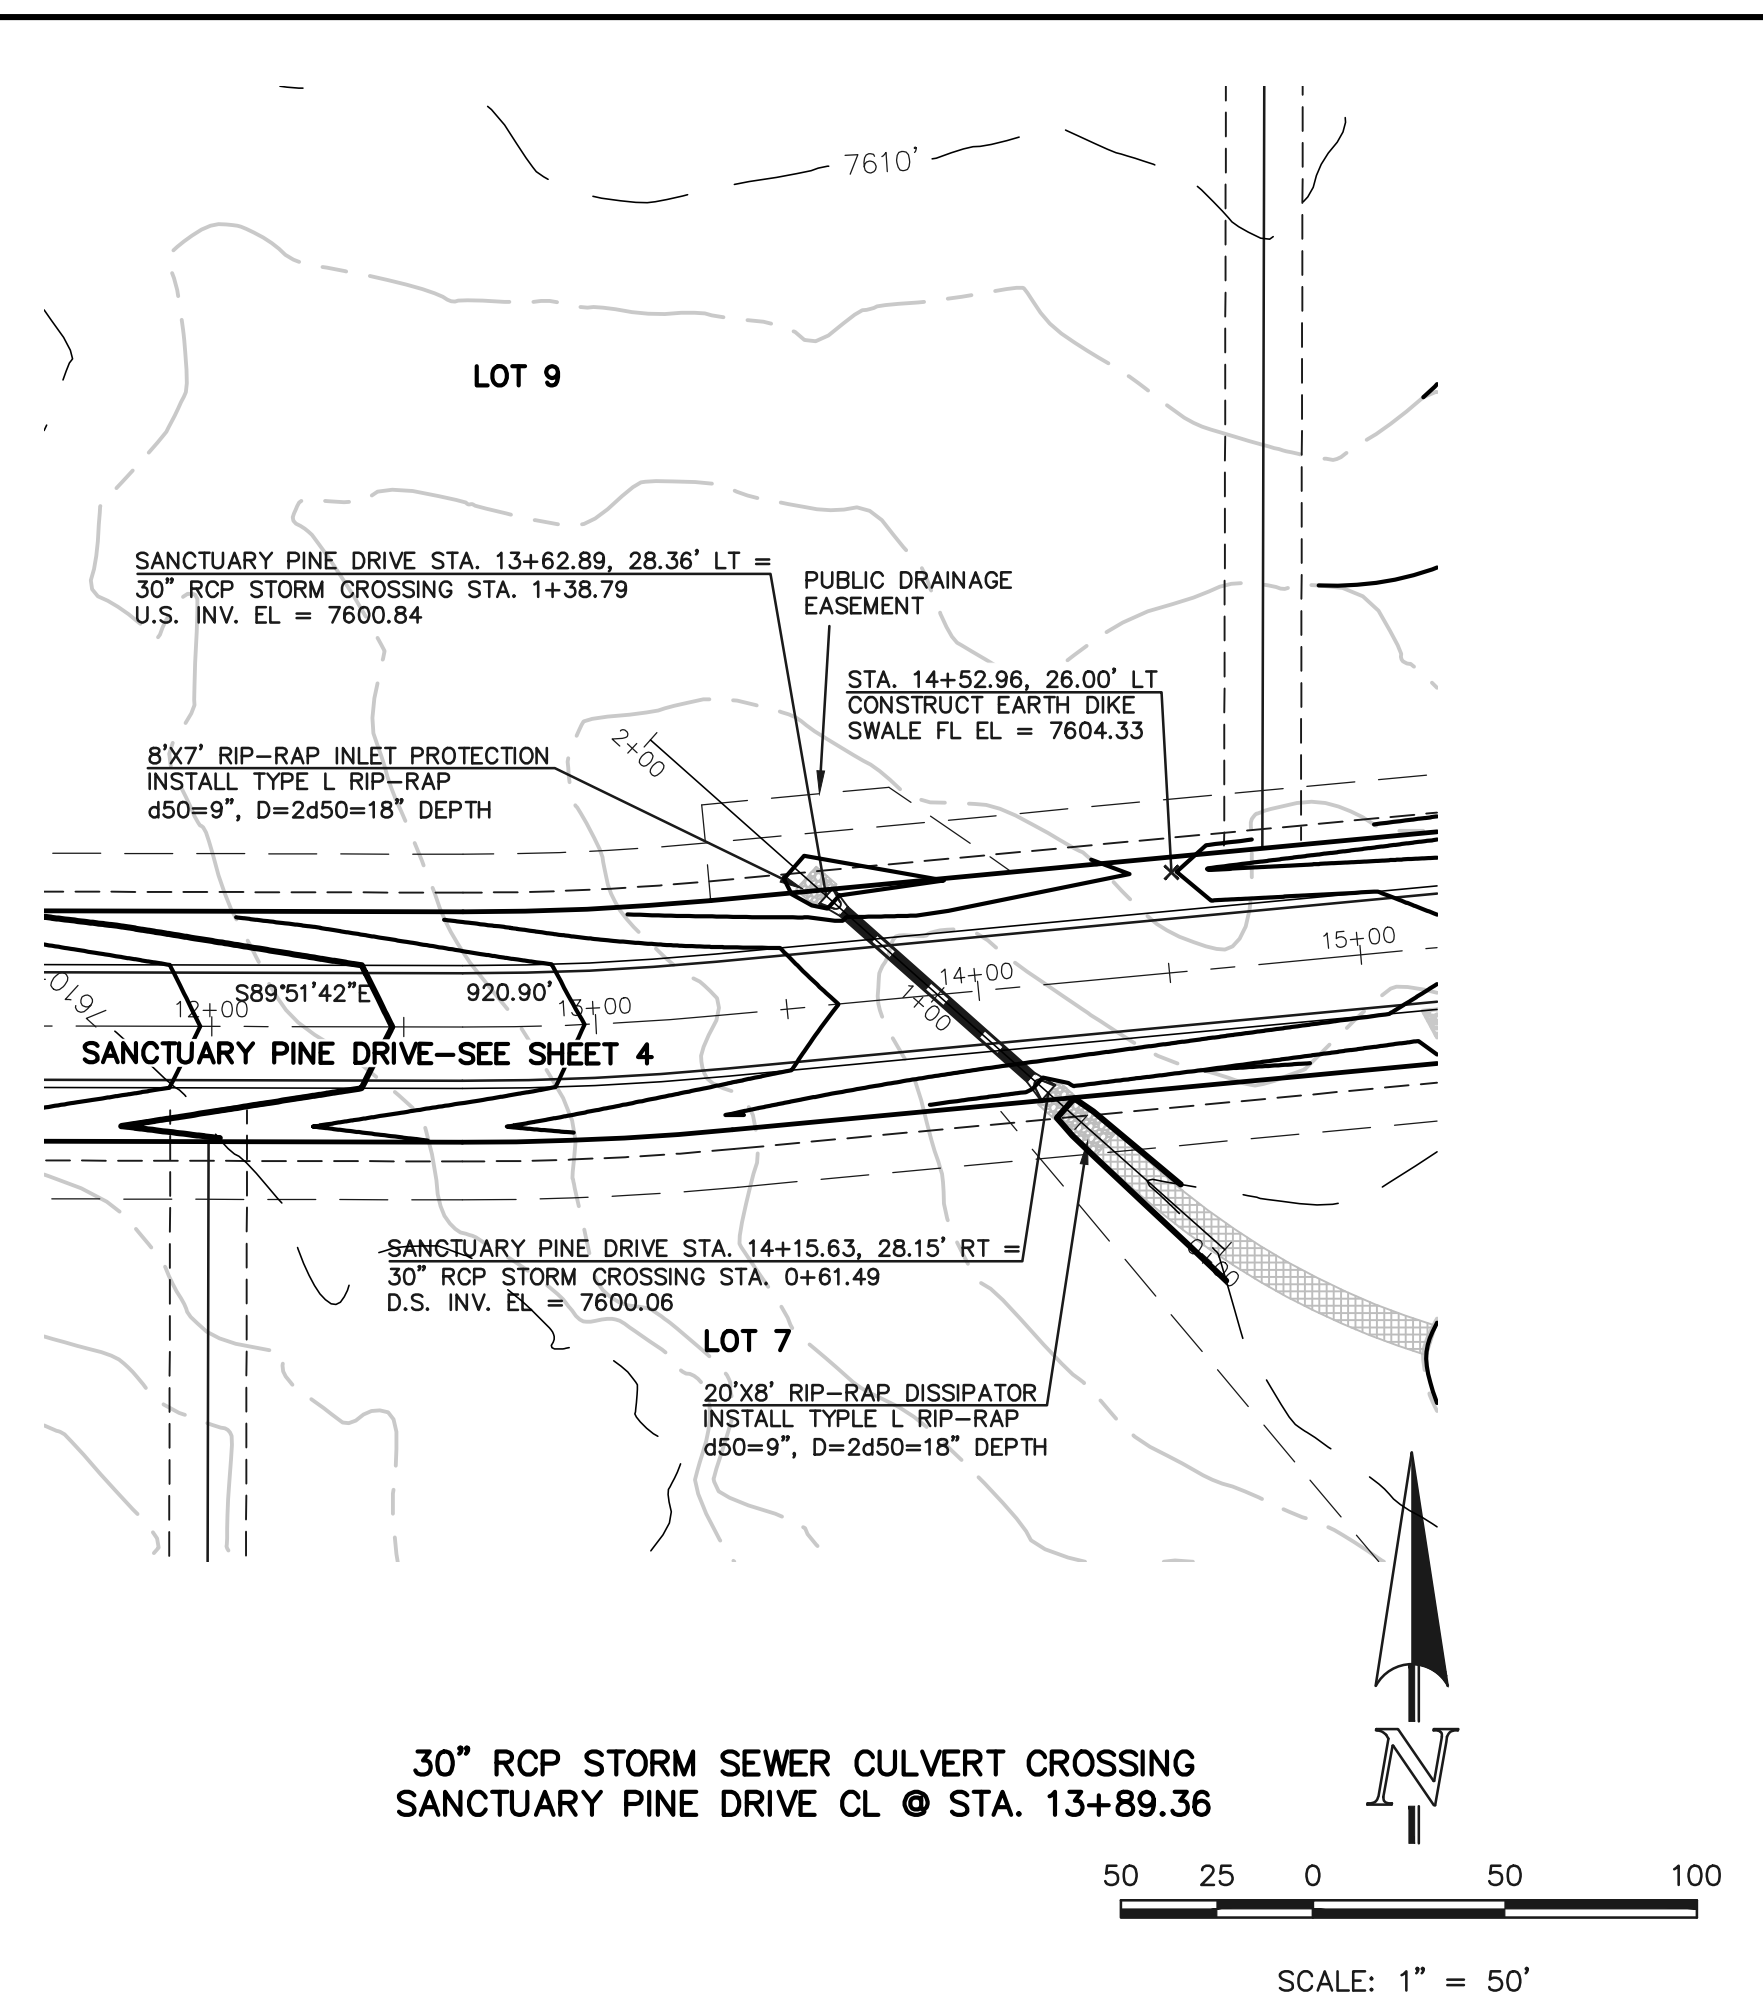 7610’
LOT 9
SANCTUARY PINE DRIVE STA. 13+62.89, 28.36’ LT =
30” RCP STORM CROSSING STA. 1+38.79
U.S. INV. EL = 7600.84
PUBLIC DRAINAGE
EASEMENT
STA. 14+52.96, 26.00’ LT
CONSTRUCT EARTH DIKE
SWALE FL EL = 7604.33
2+00
8’X7’ RIP-RAP INLET PROTECTION
INSTALL TYPE L RIP-RAP
d50=9”, D=2d50=18” DEPTH
15+00
14+00
1+00
7610’
12+00
S89°51’42”E
920.90’
13+00
SANCTUARY PINE DRIVE-SEE SHEET 4
SANCTUARY PINE DRIVE STA. 14+15.63, 28.15’ RT =
30” RCP STORM CROSSING STA. 0+61.49
D.S. INV. EL = 7600.06
0+00
LOT 7
20’X8’ RIP-RAP DISSIPATOR
INSTALL TYPLE L RIP-RAP
d50=9”, D=2d50=18” DEPTH
N
30” RCP STORM SEWER CULVERT CROSSING
SANCTUARY PINE DRIVE CL @ STA. 13+89.36
50 25 0 50 100
SCALE: 1” = 50’